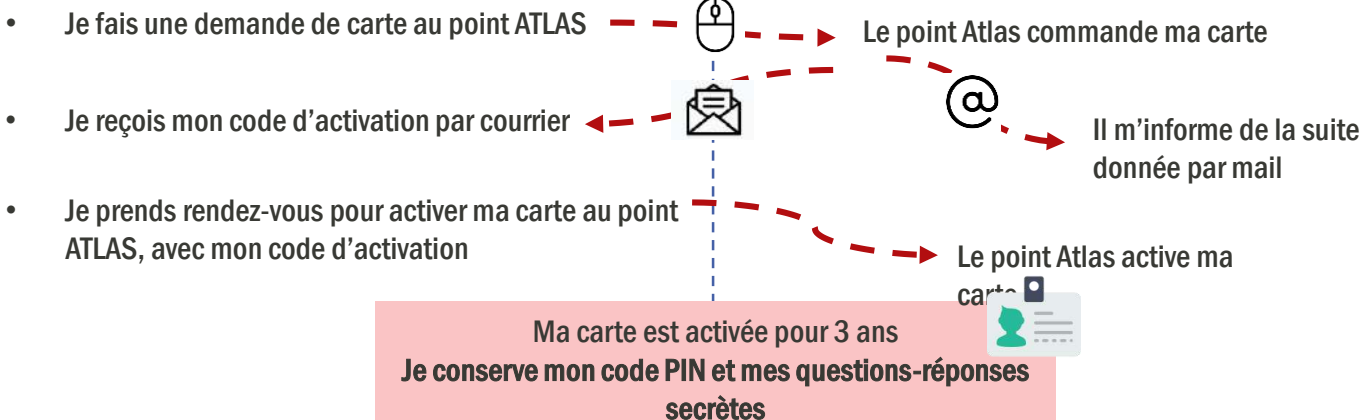 • Je fais une demande de carte au point ATLAS
Le point Atlas commande ma carte
@
• Je reçois mon code d’activation par courrier
Il m’informe de la suite
donnée par mail
• Je prends rendez-vous pour activer ma carte au point
ATLAS, avec mon code d’activation
Le point Atlas active ma
carte
Ma carte est activée pour 3 ans
Je conserve mon code PIN et mes questions-réponses
secrètes